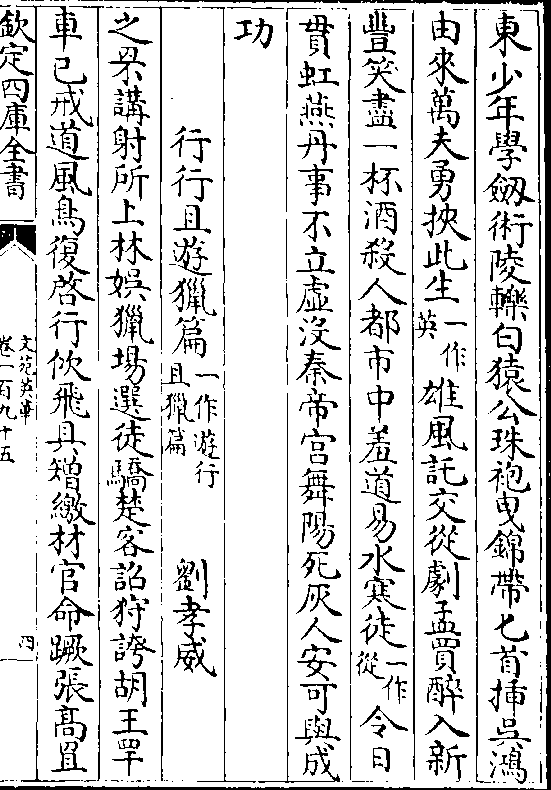 東少年學劔術陵轢白猿公珠袍曳錦帶匕首揷吳鴻
由來萬夫勇挾此生一作英雄風託交從劇孟買醉入新
豐笑盡一杯酒殺人都市中羞道易水寒徒一作從令日
貫虹燕丹事不立虛沒秦帝宮舞陽死灰人安可與成
功
行行且遊獵篇一作遊行且獵篇 劉孝威
之罘講射所上林娯獵場選徒驕楚客詔狩誇胡王罕
車已戒道風鳥復啓行佽飛具矰繳材官命蹶張高罝
欽定四庫全書
文苑英華
卷一百九十五
四